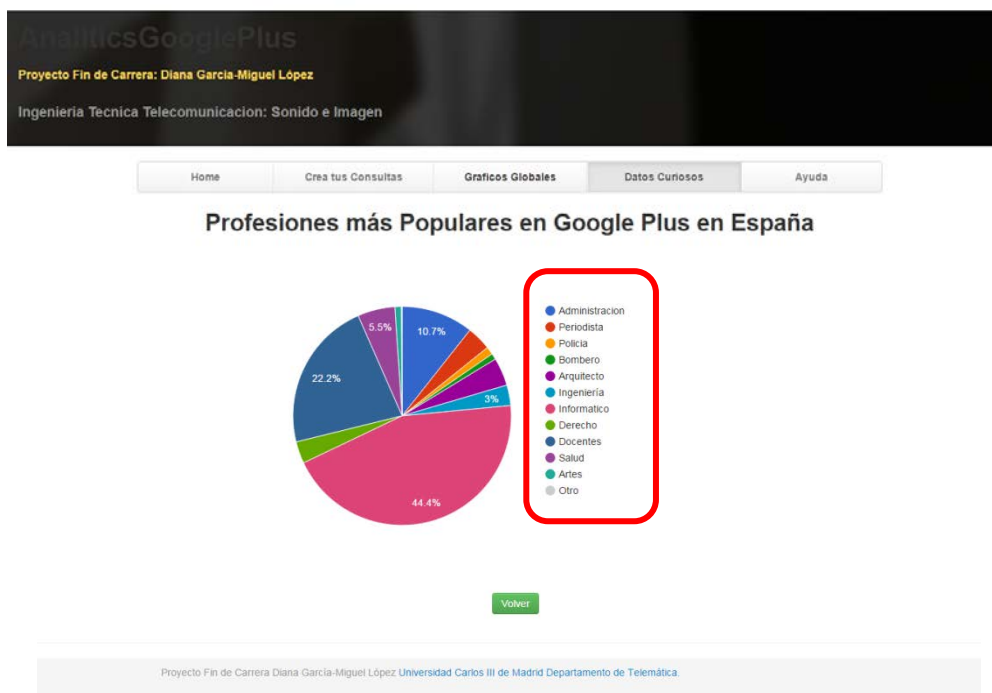 AnaliticsGooglePlus
Proyecto Fin de Carrera: Diana García-Miguel López
Ingenieria Tecnica Telecomunicacion: Sonido e Imagen
Home Crea tus Consultas Graficos Globales Datos Curiosos Ayuda
Profesiones más Populares en Google Plus en España
5.5%
10.7%
22.2%
3%
44.4%
Administracion
Periodista
Policia
Bombero
Arquitecto
Ingeniería
Informatico
Derecho
Docentes
Salud
Artes
Otro
Volver
Proyecto Fin de Carrera Diana García-Miguel López Universidad Carlos III de Madrid Departamento de Telemática.